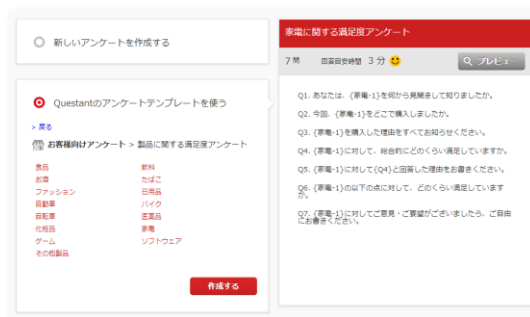 新しいアンケートを作成する
Questantのアンケートテンプレートを使う
> 戻る
お客様向けアンケート > 製品に関する満足度アンケート
食品 飲料
お酒 たばこ
ファッション 日用品
自動車 バイク
自転車 医薬品
化粧品 家電
ゲーム ソフトウェア
その他製品
作成する
家電に関する満足度アンケート
7問 回答目安時間 3分 プレビュー
Q1. あなたは、{家電-1}を何から見聞きして知りましたか。
Q2. 今回、{家電-1}をどこで購入しましたか。
Q3. {家電-1}を購入した理由をすべてお知らせください。
Q4. {家電-1}に対して、総合的にどのくらい満足していますか。
Q5. {家電-1}に対して{Q4}と回答した理由をお書きください。
Q6. {家電-1}の以下の点に対して、どのくらい満足しています
か。
Q7. {家電-1}に対してご意見・ご要望がございましたら、ご自由
にお書きください。